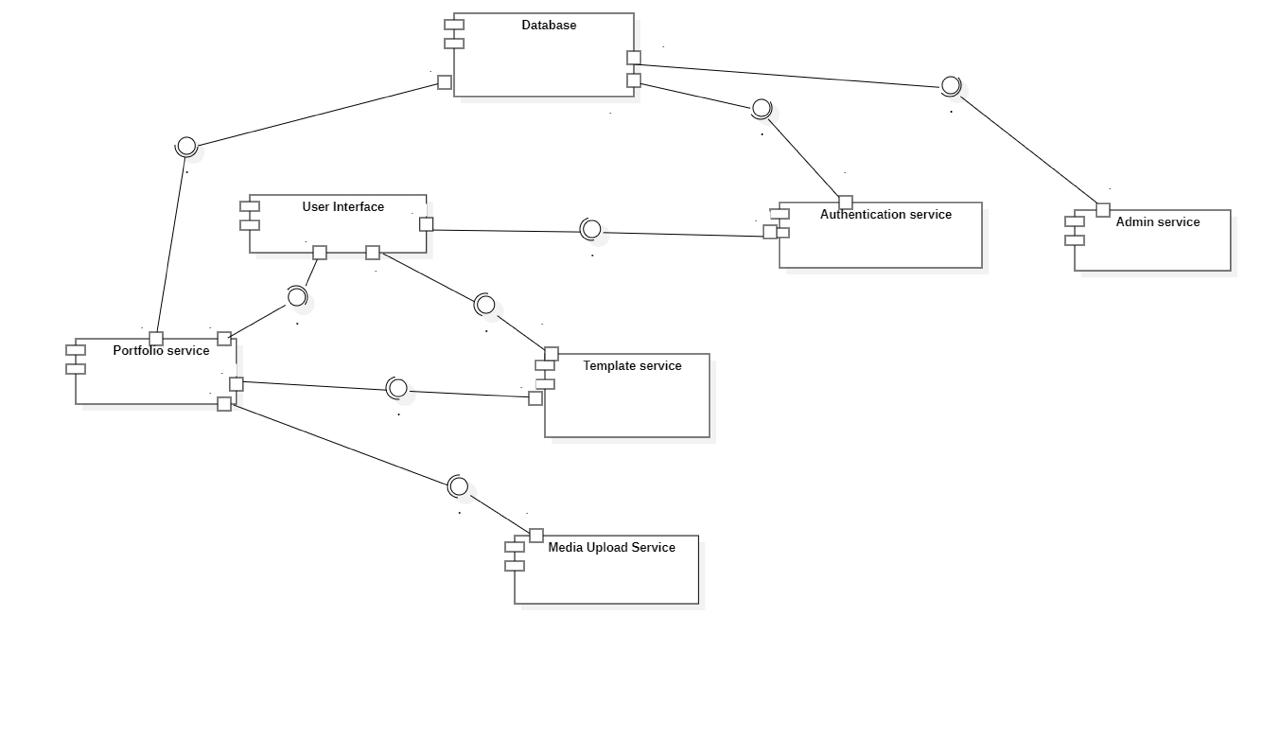 Database
User Interface
Authentication service
Admin service
Portfolio service
Template service
Media Upload Service